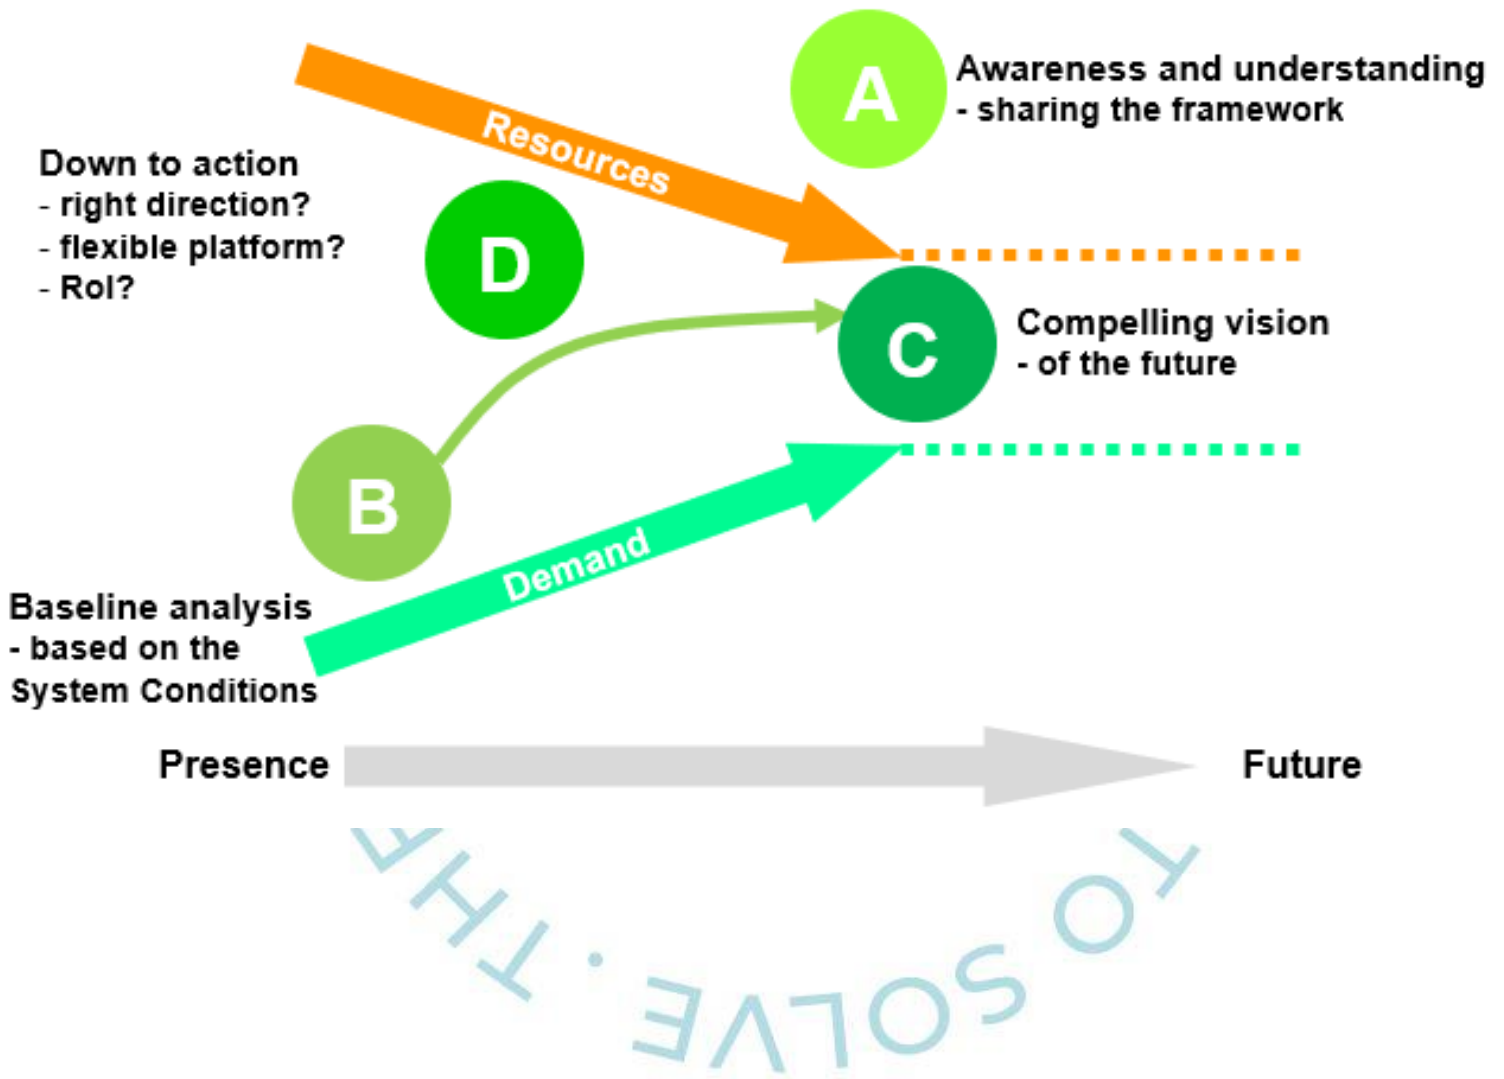 A
Awareness and understanding
- sharing the framework
Resources
Down to action
- right direction?
- flexible platform?
- RoI?
D
C
Compelling vision
- of the future
B
Demand
Baseline analysis
- based on the
System Conditions
Presence
Future
TO SOLVE. THE